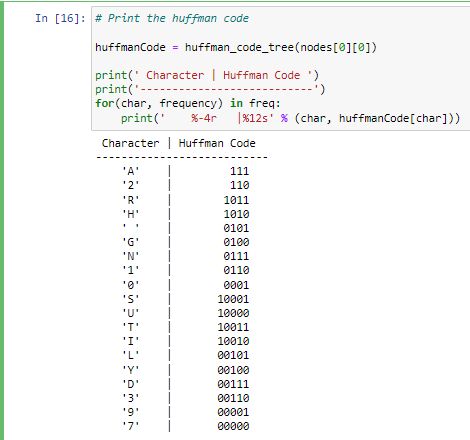 In [16]: # Print the huffman code
huffmanCode = huffman_code_tree(nodes[0][0])
print(' Character | Huffman Code ')
print('---------------------------')
for(char, frequency) in freq:
    print('    %-4r   |%12s' % (char, huffmanCode[char]))
 Character | Huffman Code
---------------------------
    'A'    |         111
    '2'    |         110
    'R'    |        1011
    'H'    |        1010
    ' '    |        0101
    'G'    |        0100
    'N'    |        0111
    '1'    |        0110
    '0'    |        0001
    'S'    |       10001
    'U'    |       10000
    'T'    |       10011
    'I'    |       10010
    'L'    |       00101
    'Y'    |       00100
    'D'    |       00111
    '3'    |       00110
    '9'    |       00001
    '7'    |       00000